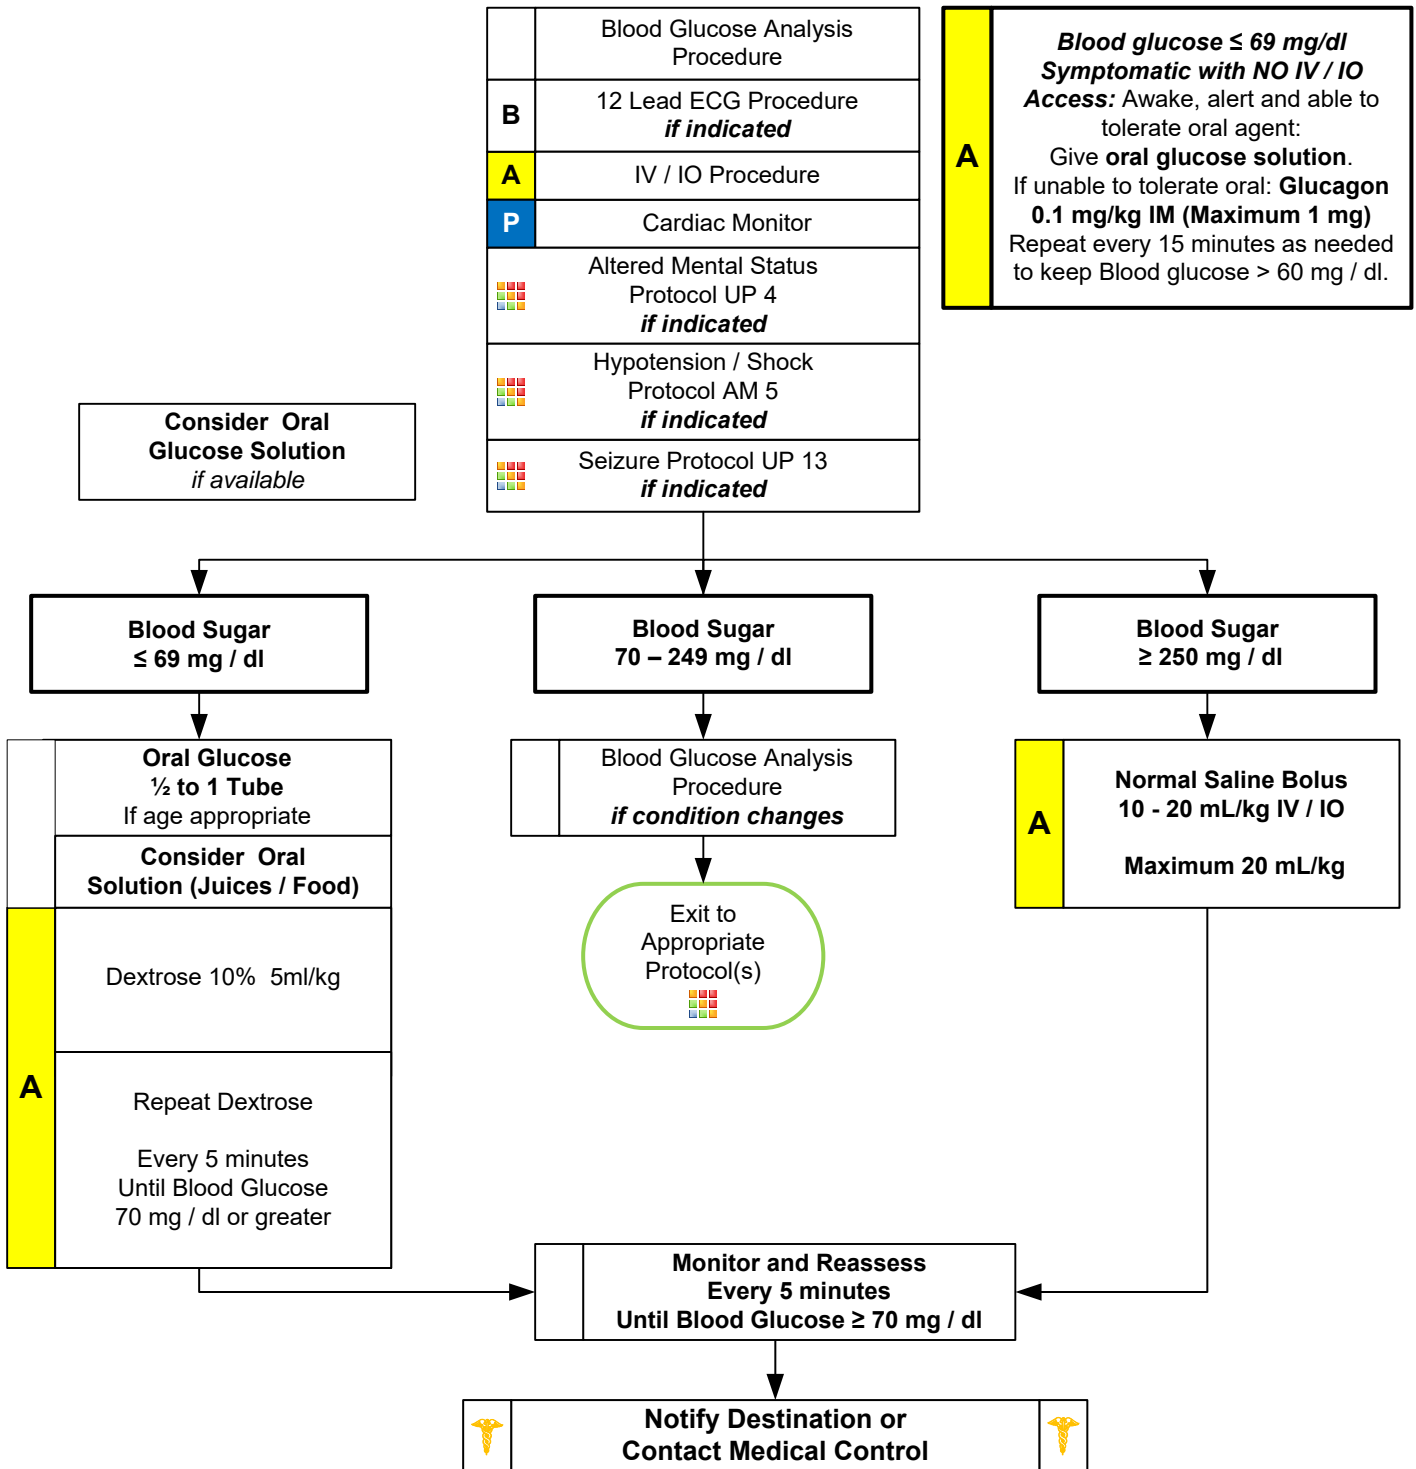 Blood Glucose Analysis
Procedure
B
12 Lead ECG Procedure
if indicated
A
IV / IO Procedure
P
Cardiac Monitor
Altered Mental Status
Protocol UP 4
if indicated
Hypotension / Shock
Protocol AM 5
if indicated
Seizure Protocol UP 13
if indicated
A
Blood glucose ≤ 69 mg/dl
Symptomatic with NO IV / IO
Access: Awake, alert and able to
tolerate oral agent:
Give oral glucose solution.
If unable to tolerate oral: Glucagon
0.1 mg/kg IM (Maximum 1 mg)
Repeat every 15 minutes as needed
to keep Blood glucose > 60 mg / dl.
Consider Oral
Glucose Solution
if available
Blood Sugar
≤ 69 mg / dl
Blood Sugar
70 – 249 mg / dl
Blood Sugar
≥ 250 mg / dl
Oral Glucose
½ to 1 Tube
If age appropriate
Consider Oral
Solution (Juices / Food)
A
Dextrose 10% 5ml/kg
Repeat Dextrose
Every 5 minutes
Until Blood Glucose
70 mg / dl or greater
Blood Glucose Analysis
Procedure
if condition changes
Exit to
Appropriate
Protocol(s)
A
Normal Saline Bolus
10 - 20 mL/kg IV / IO
Maximum 20 mL/kg
Monitor and Reassess
Every 5 minutes
Until Blood Glucose ≥ 70 mg / dl
Notify Destination or
Contact Medical Control